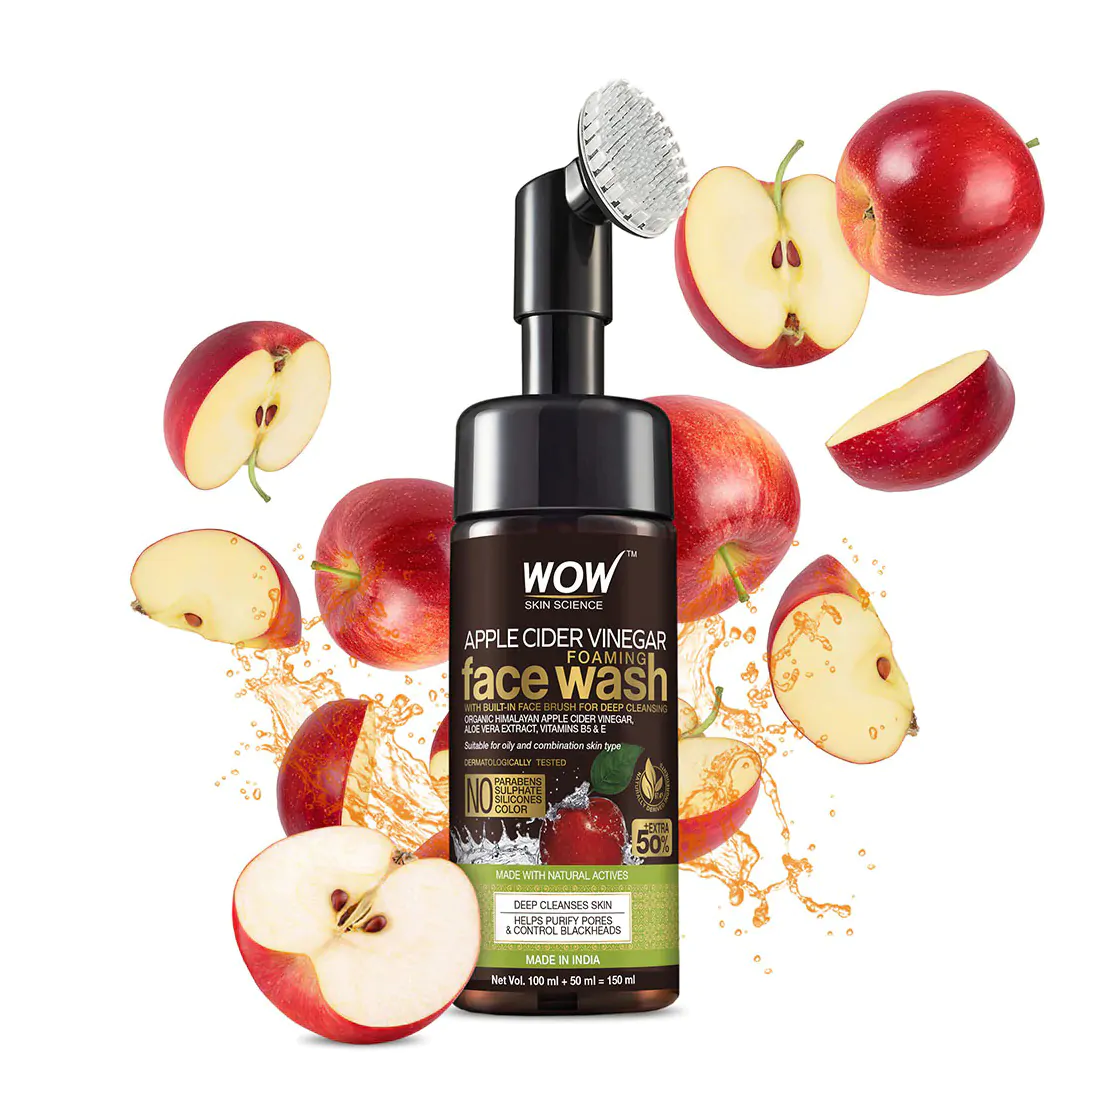 WOW™
SKIN SCIENCE
APPLE CIDER VINEGAR
FOAMING
face wash
WITH BUILT-IN FACE BRUSH FOR DEEP CLEANSING
ORGANIC HIMALAYAN APPLE CIDER VINEGAR,
ALOE VERA EXTRACT, VITAMINS B5 & E
Suitable for oily and combination skin type
DERMATOLOGICALLY TESTED
NO
PARABENS
SULPHATE
SILICONES
COLOR
NATURALLY DERIVED INGREDIENTS
+EXTRA
50%
MADE WITH NATURAL ACTIVES
DEEP CLEANSES SKIN
HELPS PURIFY PORES
& CONTROL BLACKHEADS
MADE IN INDIA
Net Vol. 100 ml + 50 ml = 150 ml